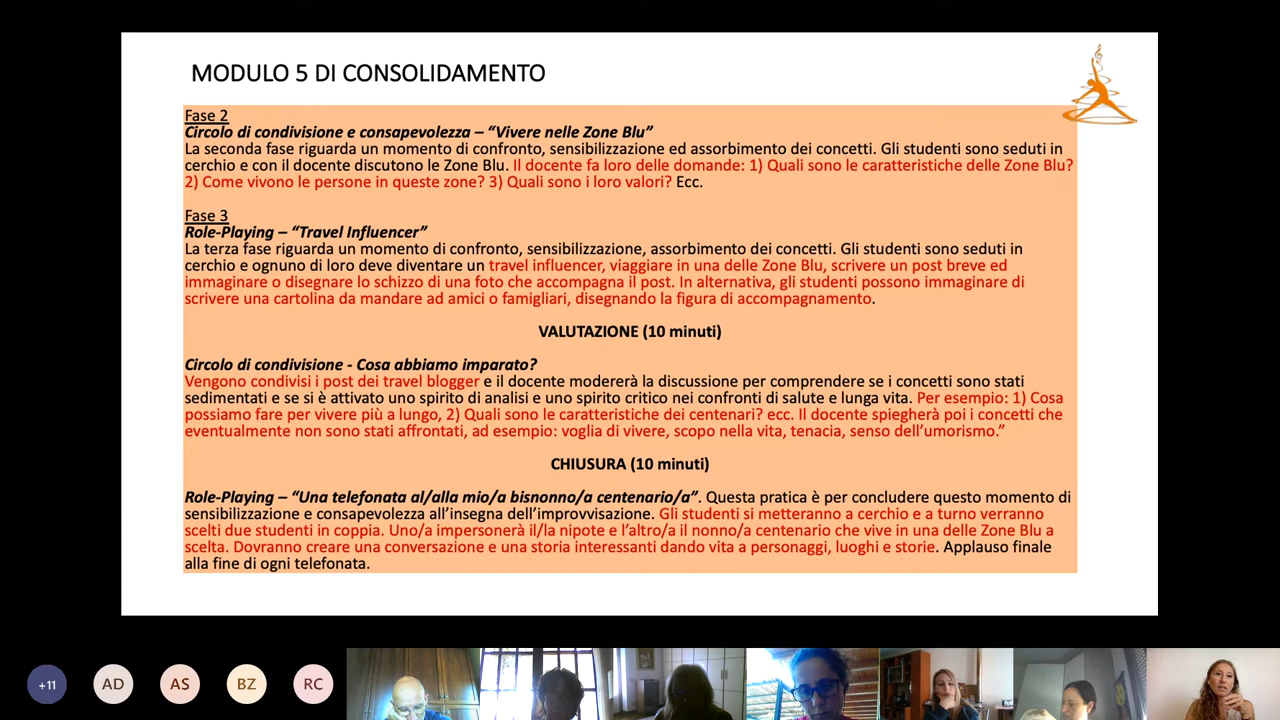 MODULO 5 DI CONSOLIDAMENTO
Fase 2
Circolo di condivisione e consapevolezza – “Vivere nelle Zone Blu”
La seconda fase riguarda un momento di confronto, sensibilizzazione ed assorbimento dei concetti. Gli studenti sono seduti in
cerchio e con il docente discutono le Zone Blu. Il docente fa loro delle domande: 1) Quali sono le caratteristiche delle Zone Blu?
2) Come vivono le persone in queste zone? 3) Quali sono i loro valori? Ecc.
Fase 3
Role-Playing – “Travel Influencer”
La terza fase riguarda un momento di confronto, sensibilizzazione, assorbimento dei concetti. Gli studenti sono seduti in
cerchio e ognuno di loro deve diventare un travel influencer, viaggiare in una delle Zone Blu, scrivere un post breve ed
immaginare o disegnare lo schizzo di una foto che accompagna il post. In alternativa, gli studenti possono immaginare di
scrivere una cartolina da mandare ad amici o famigliari, disegnando la figura di accompagnamento.
VALUTAZIONE (10 minuti)
Circolo di condivisione - Cosa abbiamo imparato?
Vengono condivisi i post dei travel blogger e il docente modererà la discussione per comprendere se i concetti sono stati
sedimentati e se si è attivato uno spirito di analisi e uno spirito critico nei confronti di salute e lunga vita. Per esempio: 1) Cosa
possiamo fare per vivere più a lungo, 2) Quali sono le caratteristiche dei centenari? ecc. Il docente spiegherà poi i concetti che
eventualmente non sono stati affrontati, ad esempio: voglia di vivere, scopo nella vita, tenacia, senso dell’umorismo.”
CHIUSURA (10 minuti)
Role-Playing – “Una telefonata al/alla mio/a bisnonno/a centenario/a”. Questa pratica è per concludere questo momento di
sensibilizzazione e consapevolezza all’insegna dell’improvvisazione. Gli studenti si metteranno a cerchio e a turno verranno
scelti due studenti in coppia. Uno/a impersonerà il/la nipote e l’altro/a il nonno/a centenario che vive in una delle Zone Blu a
scelta. Dovranno creare una conversazione e una storia interessanti dando vita a personaggi, luoghi e storie. Applauso finale
alla fine di ogni telefonata.
+11 AD AS BZ RC